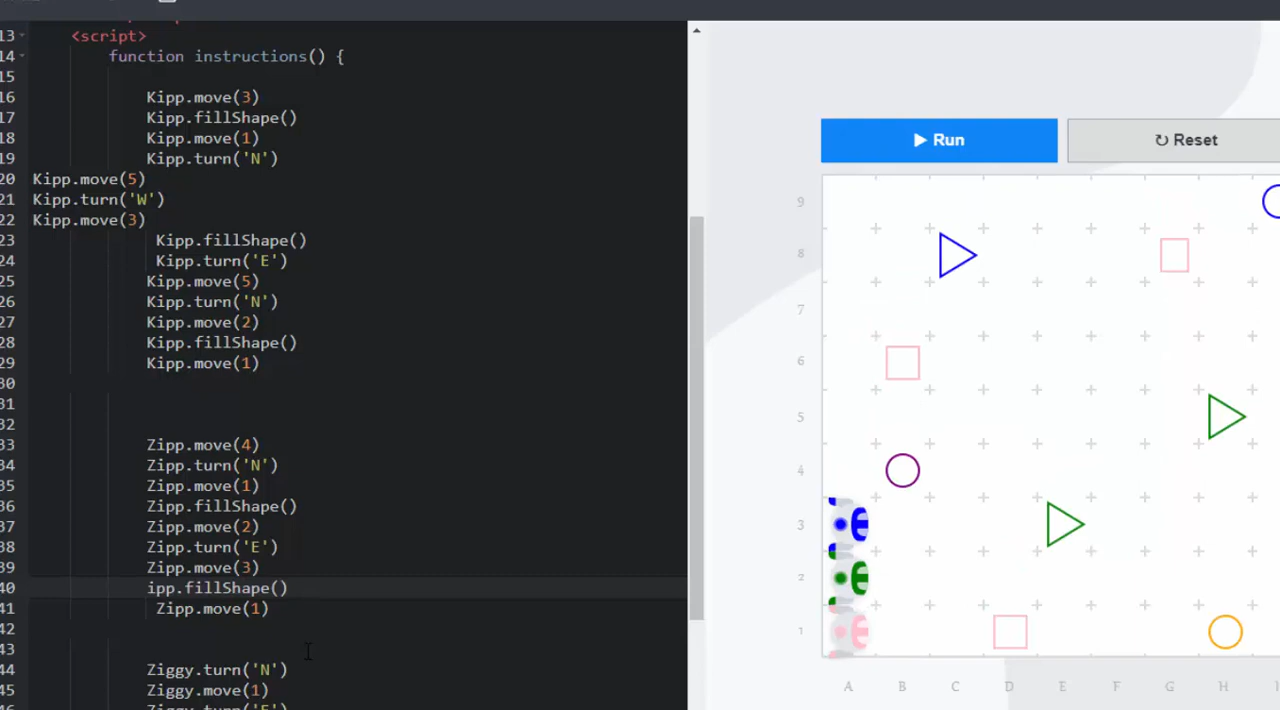 13 <script>
14 function instructions() {
15
16 Kipp.move(3)
17 Kipp.fillShape()
18 Kipp.move(1)
19 Kipp.turn('N')
20 Kipp.move(5)
21 Kipp.turn('W')
22 Kipp.move(3)
23 Kipp.fillShape()
24 Kipp.turn('E')
25 Kipp.move(5)
26 Kipp.turn('N')
27 Kipp.move(2)
28 Kipp.fillShape()
29 Kipp.move(1)
30
31
32
33 Zipp.move(4)
34 Zipp.turn('N')
35 Zipp.move(1)
36 Zipp.fillShape()
37 Zipp.move(2)
38 Zipp.turn('E')
39 Zipp.move(3)
40 ipp.fillShape()
41 Zipp.move(1)
42
43
44 Ziggy.turn('N')
45 Ziggy.move(1)
Run
Reset
9
8
7
6
5
4
3
2
1
A B C D E F G H I